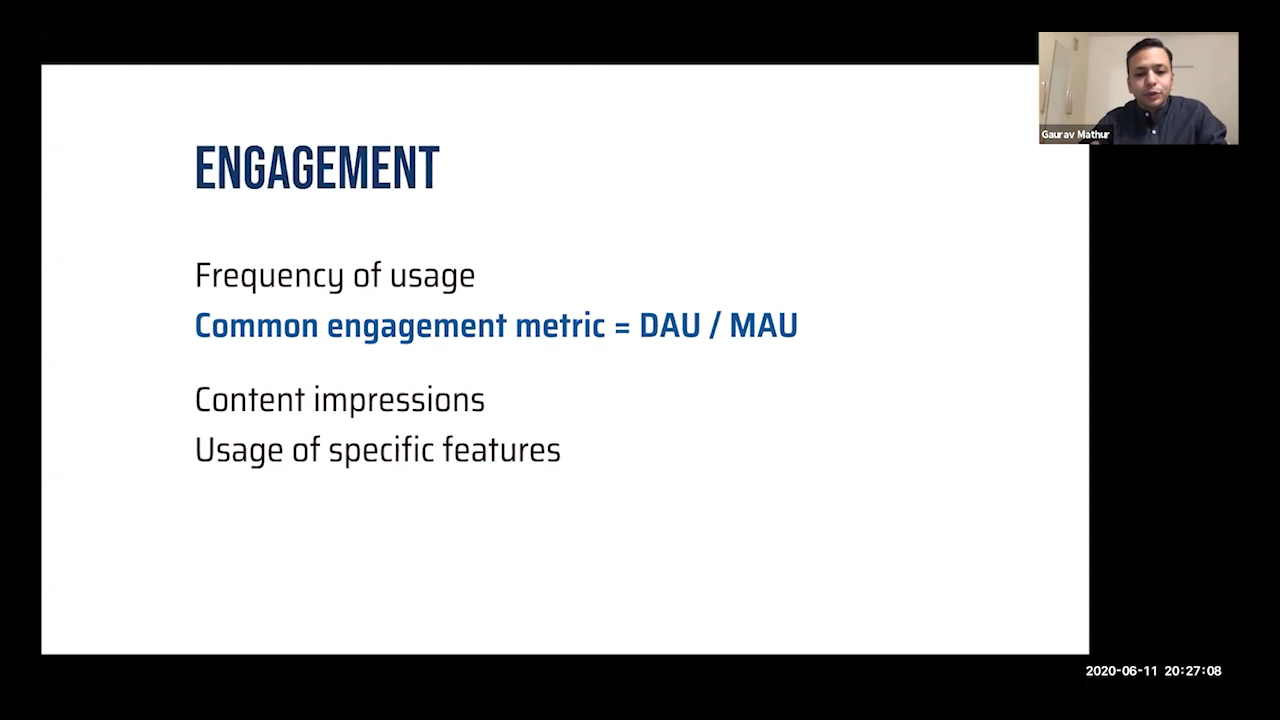 Gaurav Mathur
ENGAGEMENT
Frequency of usage
Common engagement metric = DAU / MAU
Content impressions
Usage of specific features
2020-06-11 20:27:08